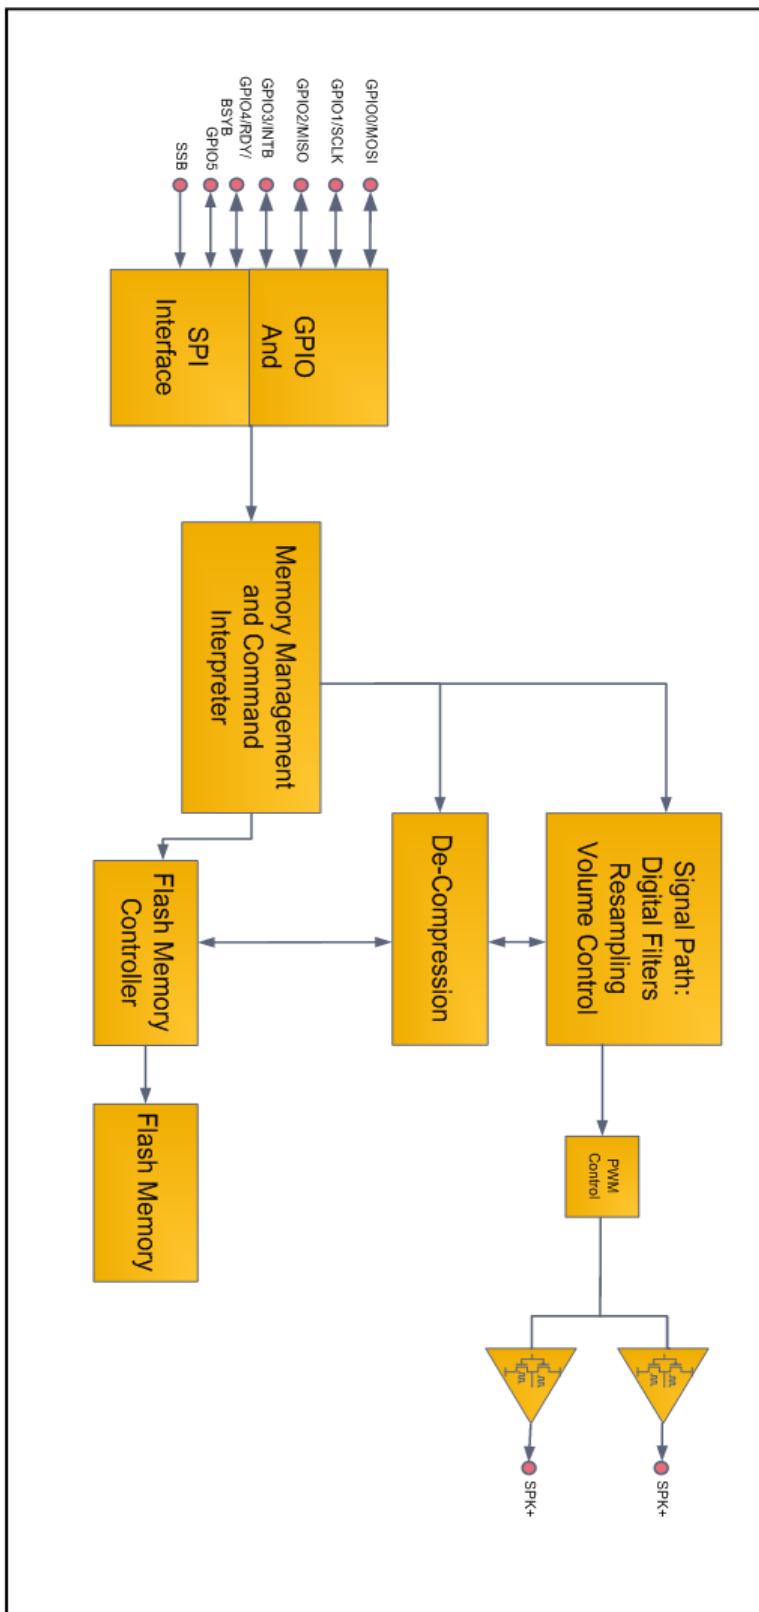 GPIO0/MOSI
GPIO1/SCLK
GPIO2/MISO
GPIO3/INTB
GPIO4/RDY/
BSYB
GPIO5
SSB
GPIO
And
SPI
Interface
Memory Management
and Command
Interpreter
Signal Path:
Digital Filters
Resampling
Volume Control
De-Compression
Flash Memory
Controller
Flash Memory
PWM
Control
SPK+
SPK+